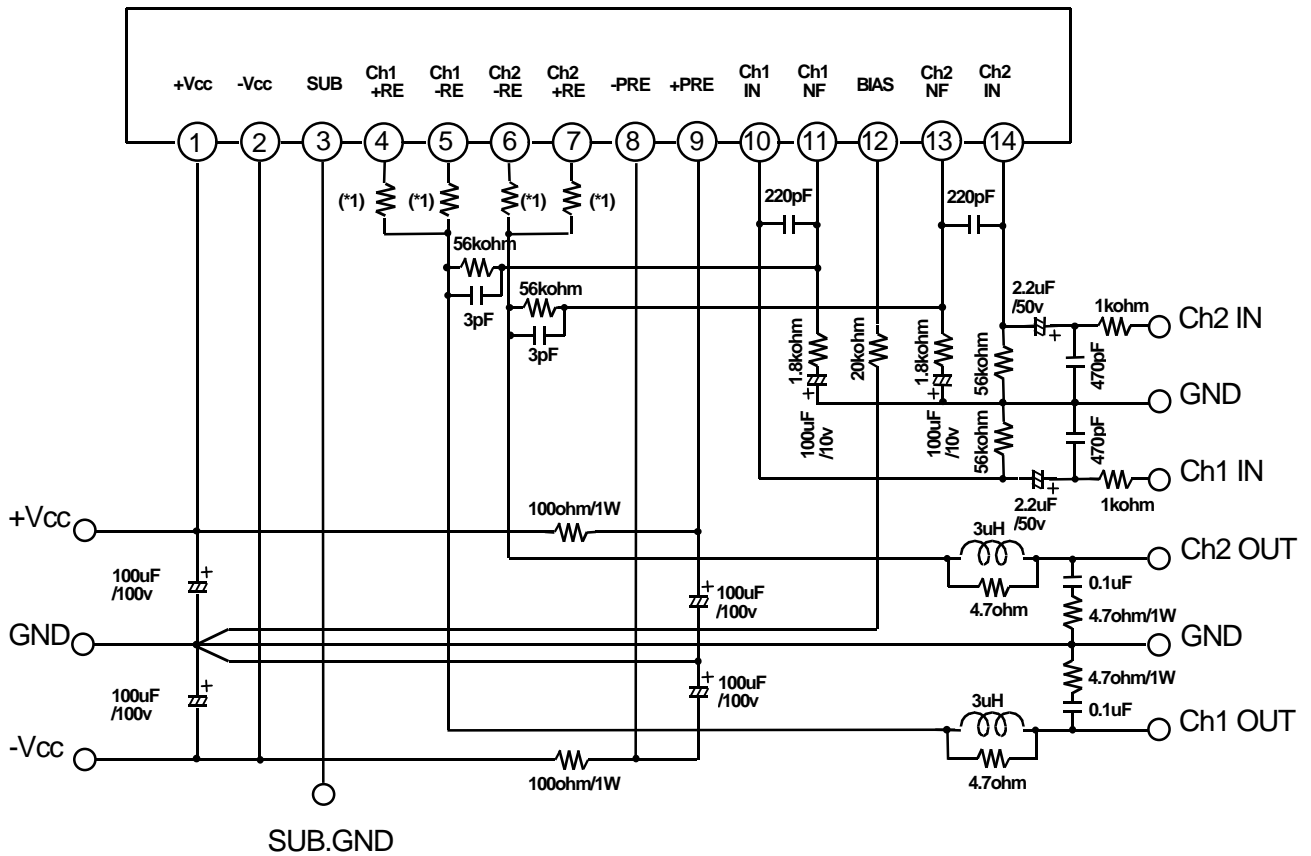 +Vcc -Vcc SUB Ch1 +RE Ch1 -RE Ch2 -RE Ch2 +RE -PRE +PRE Ch1 IN Ch1 NF BIAS Ch2 NF Ch2 IN
1 2 3 4 5 6 7 8 9 10 11 12 13 14
(*1) (*1) (*1) (*1)
220pF 220pF
56kohm
3pF
56kohm
3pF
2.2uF
/50v
1kohm
Ch2 IN
1.8kohm
20kohm
1.8kohm
56kohm
470pF
+
GND
+
100uF
/10v
+
100uF
/10v
56kohm
470pF
Ch1 IN
+
2.2uF
/50v
1kohm
+Vcc
100ohm/1W
3uH
Ch2 OUT
4.7ohm
0.1uF
4.7ohm/1W
+
100uF
/100v
+
100uF
/100v
GND
GND
+
100uF
/100v
+
100uF
/100v
4.7ohm/1W
0.1uF
3uH
Ch1 OUT
4.7ohm
-Vcc
100ohm/1W
SUB.GND